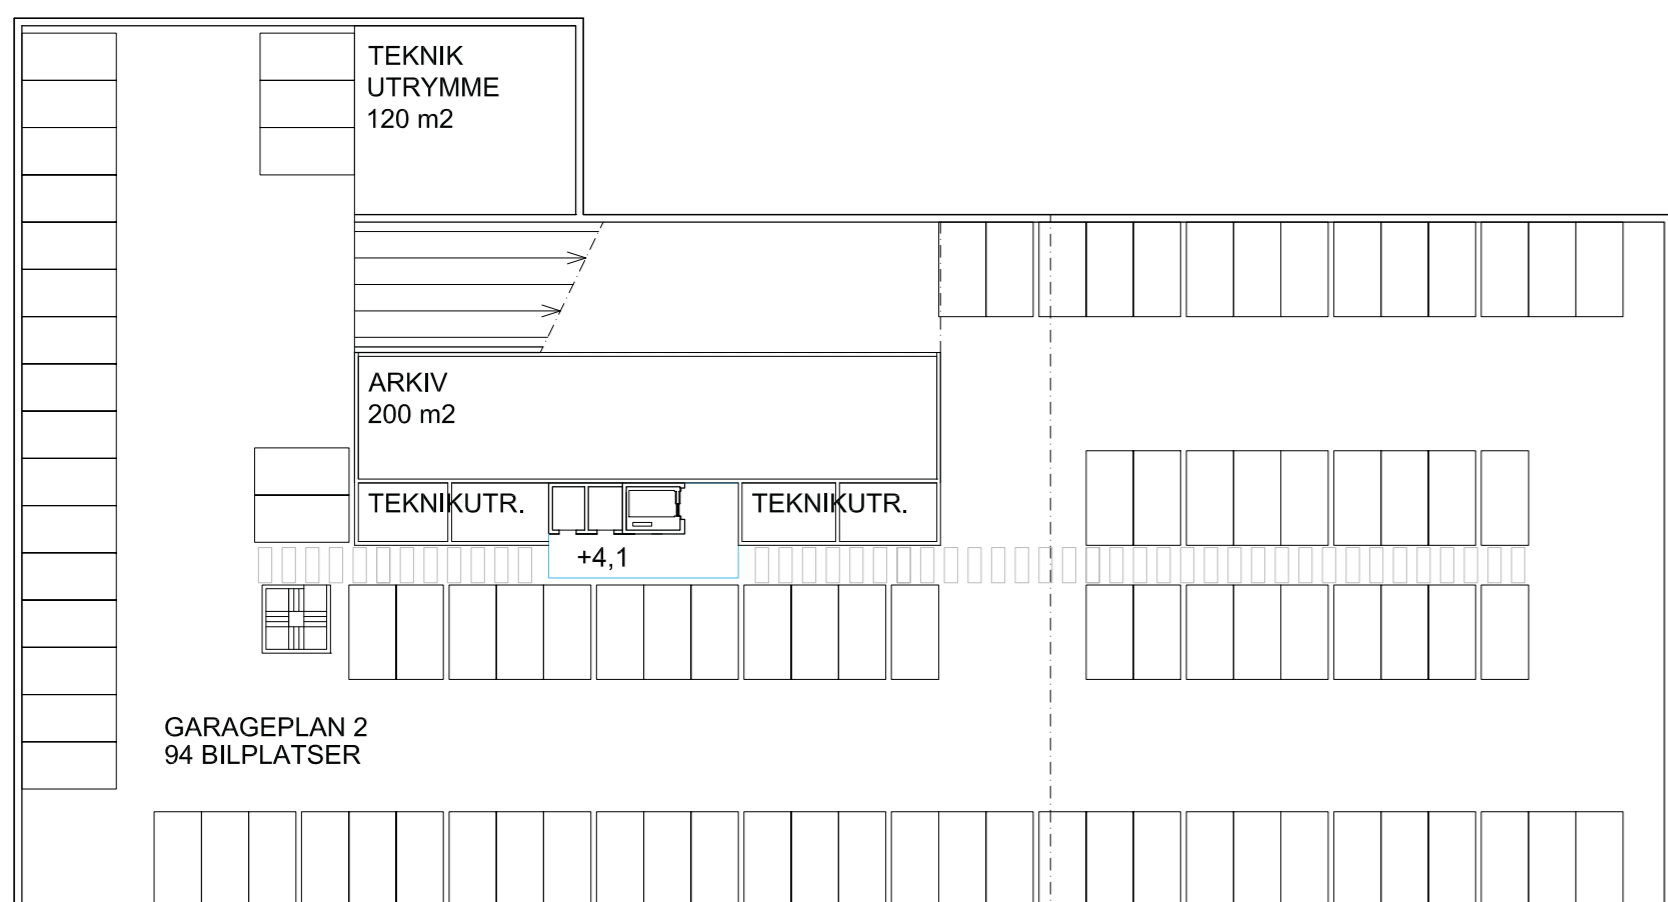 TEKNIK
UTRYMME
120 m2
ARKIV
200 m2
TEKNIKUTR.
TEKNIKUTR.
+4,1
GARAGEPLAN 2
94 BILPLATSER